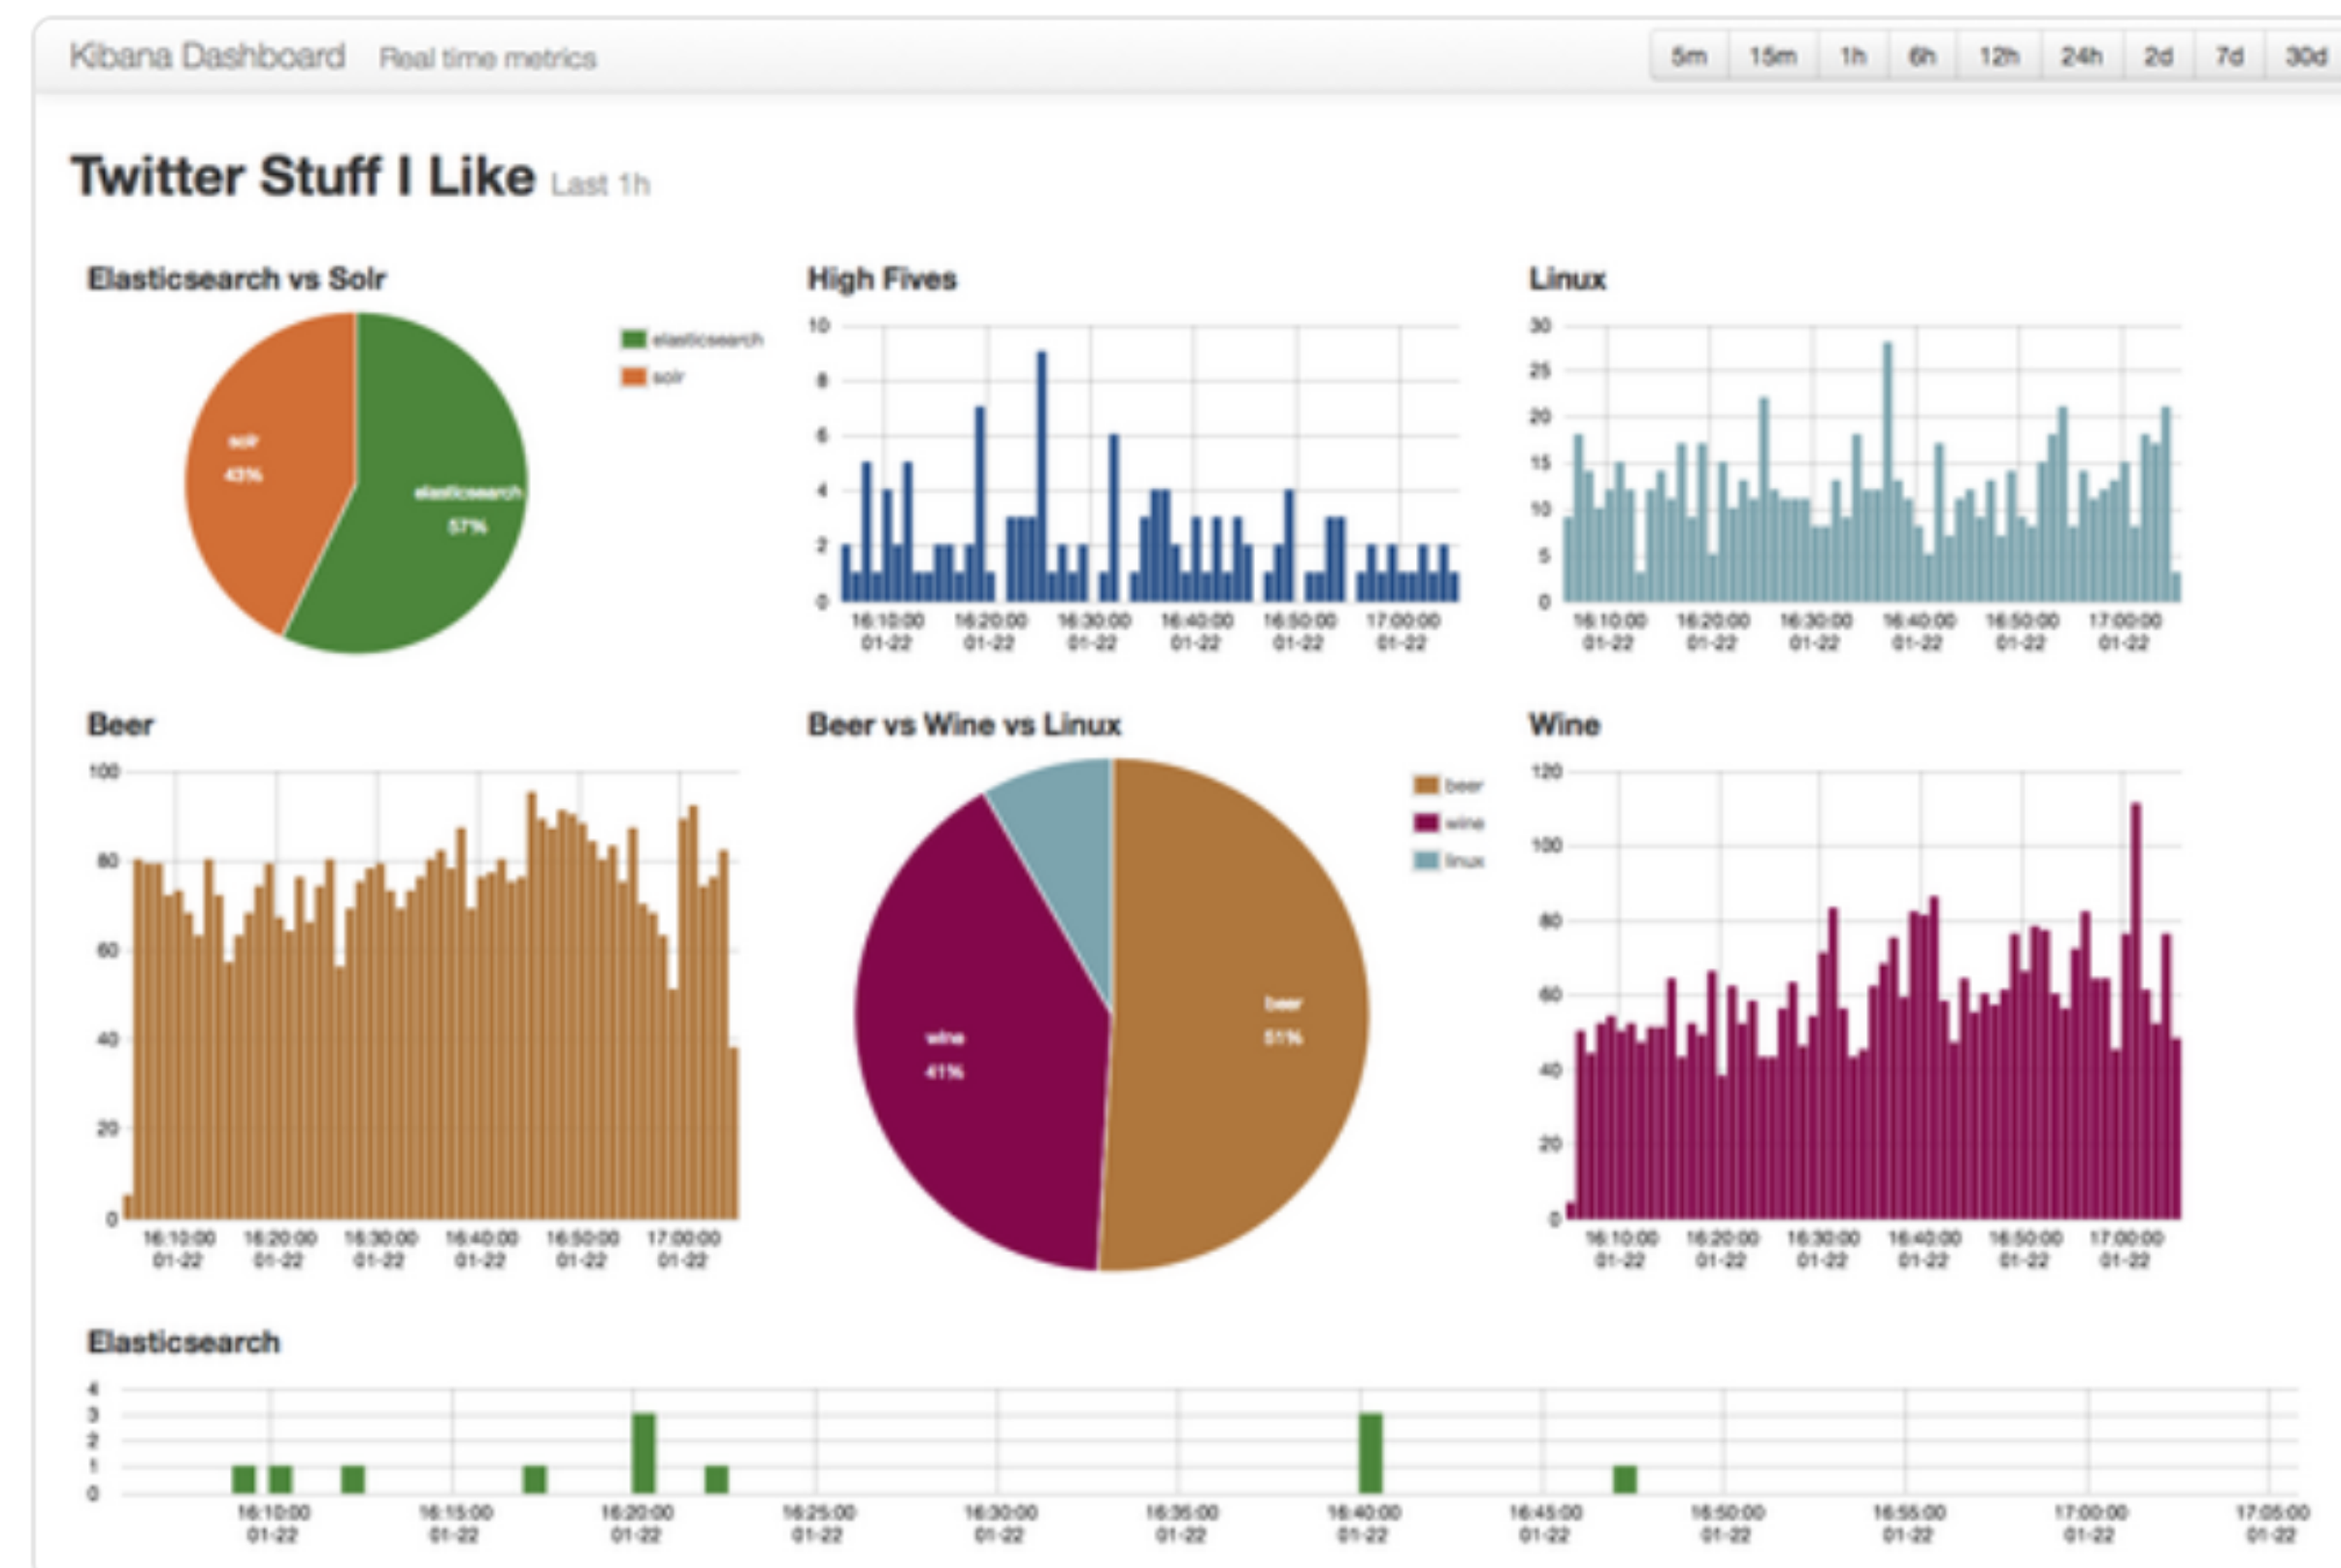 Kibana Dashboard Real time metrics 5m 15m 1h 6h 12h 24h 2d 7d 30d
Twitter Stuff I Like Last 1h
Elasticsearch vs Solr
elasticsearch
solr
solr
43%
elasticsearch
57%
High Fives
10
8
6
4
2
0
16:10:00 16:20:00 16:30:00 16:40:00 16:50:00 17:00:00
01-22 01-22 01-22 01-22 01-22 01-22
Linux
30
25
20
15
10
5
0
16:10:00 16:20:00 16:30:00 16:40:00 16:50:00 17:00:00
01-22 01-22 01-22 01-22 01-22 01-22
Beer
100
80
60
40
20
0
16:10:00 16:20:00 16:30:00 16:40:00 16:50:00 17:00:00
01-22 01-22 01-22 01-22 01-22 01-22
Beer vs Wine vs Linux
beer
wine
linux
beer
51%
wine
41%
Wine
120
100
80
60
40
20
0
16:10:00 16:20:00 16:30:00 16:40:00 16:50:00 17:00:00
01-22 01-22 01-22 01-22 01-22 01-22
Elasticsearch
4
3
2
1
0
16:10:00 16:15:00 16:20:00 16:25:00 16:30:00 16:35:00 16:40:00 16:45:00 16:50:00 16:55:00 17:00:00 17:05:00
01-22 01-22 01-22 01-22 01-22 01-22 01-22 01-22 01-22 01-22 01-22 01-22